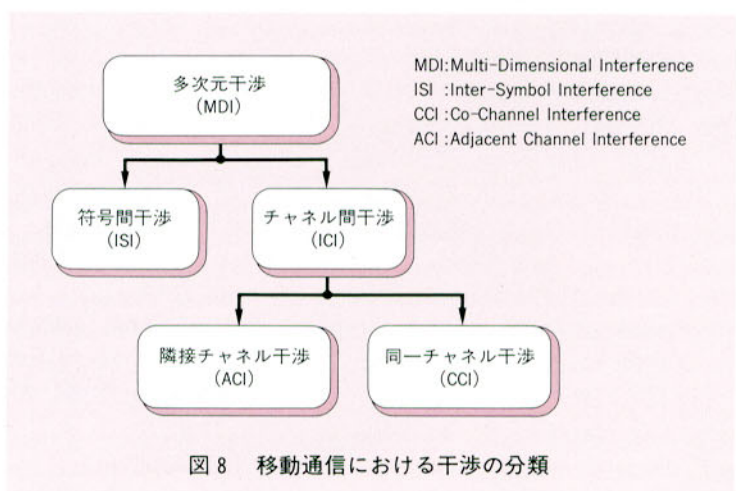 多次元干渉
(MDI)
MDI:Multi-Dimensional Interference
ISI :Inter-Symbol Interference
CCI :Co-Channel Interference
ACI :Adjacent Channel Interference
符号間干渉
(ISI)
チャネル間干渉
(ICI)
隣接チャネル干渉
(ACI)
同一チャネル干渉
(CCI)
図8 移動通信における干渉の分類